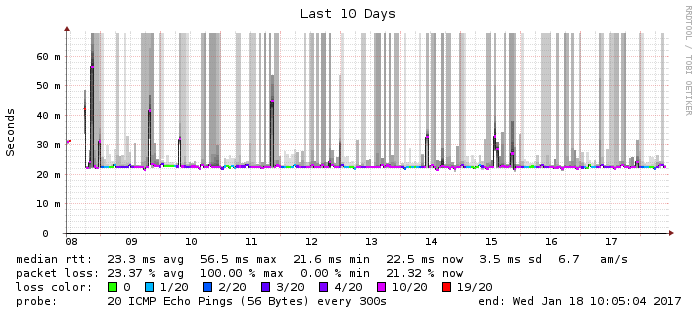 Last 10 Days
RRDTOOL / TOBI OETIKER
Seconds
60 m
50 m
40 m
30 m
20 m
10 m
0
08 09 10 11 12 13 14 15 16 17
median rtt: 23.3 ms avg 56.5 ms max 21.6 ms min 22.5 ms now 3.5 ms sd 6.7 am/s
packet loss: 23.37 % avg 100.00 % max 0.00 % min 21.32 % now
loss color: 0 1/20 2/20 3/20 4/20 10/20 19/20
probe: 20 ICMP Echo Pings (56 Bytes) every 300s end: Wed Jan 18 10:05:04 2017